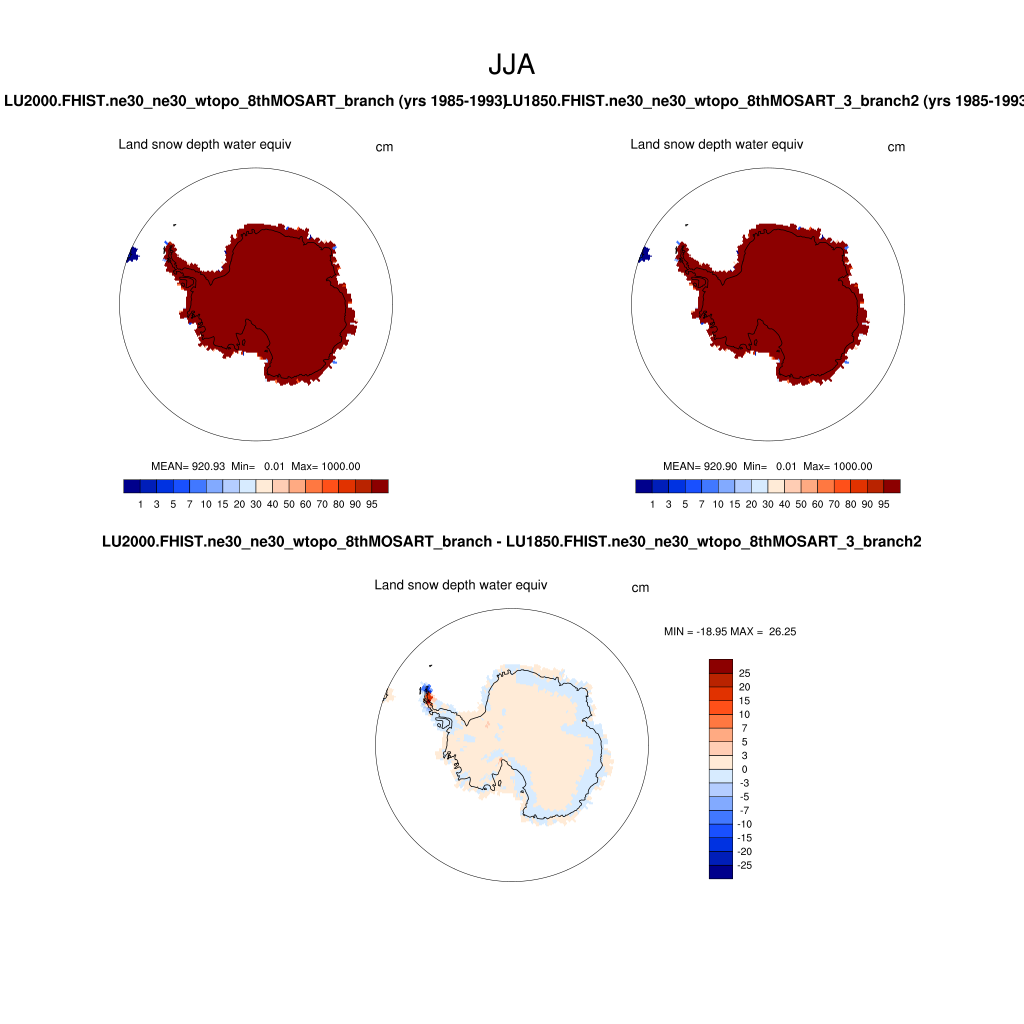 JJA
LU2000.FHIST.ne30_ne30_wtopo_8thMOSART_branch (yrs 1985-1993)
LU1850.FHIST.ne30_ne30_wtopo_8thMOSART_3_branch2 (yrs 1985-1993
Land snow depth water equiv cm
Land snow depth water equiv cm
MEAN= 920.93 Min= 0.01 Max= 1000.00
MEAN= 920.90 Min= 0.01 Max= 1000.00
1 3 5 7 10 15 20 30 40 50 60 70 80 90 95
1 3 5 7 10 15 20 30 40 50 60 70 80 90 95
LU2000.FHIST.ne30_ne30_wtopo_8thMOSART_branch - LU1850.FHIST.ne30_ne30_wtopo_8thMOSART_3_branch2
Land snow depth water equiv cm
MIN = -18.95 MAX = 26.25
25
20
15
10
7
5
3
0
-3
-5
-7
-10
-15
-20
-25